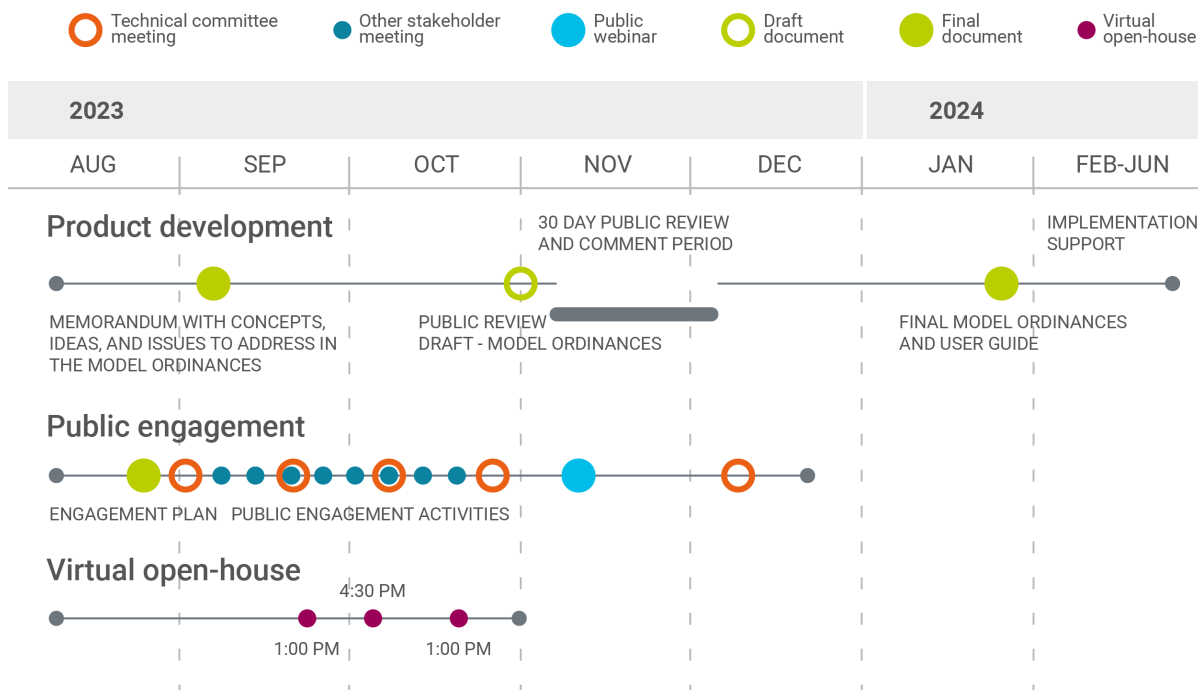 Technical committee
meeting
Other stakeholder
meeting
Public
webinar
Draft
document
Final
document
Virtual
open-house
2023
2024
AUG
SEP
OCT
NOV
DEC
JAN
FEB-JUN
Product development
30 DAY PUBLIC REVIEW
AND COMMENT PERIOD
IMPLEMENTATION
SUPPORT
MEMORANDUM WITH CONCEPTS,
IDEAS, AND ISSUES TO ADDRESS IN
THE MODEL ORDINANCES
PUBLIC REVIEW
DRAFT - MODEL ORDINANCES
FINAL MODEL ORDINANCES
AND USER GUIDE
Public engagement
ENGAGEMENT PLAN
PUBLIC ENGAGEMENT ACTIVITIES
Virtual open-house
4:30 PM
1:00 PM
1:00 PM